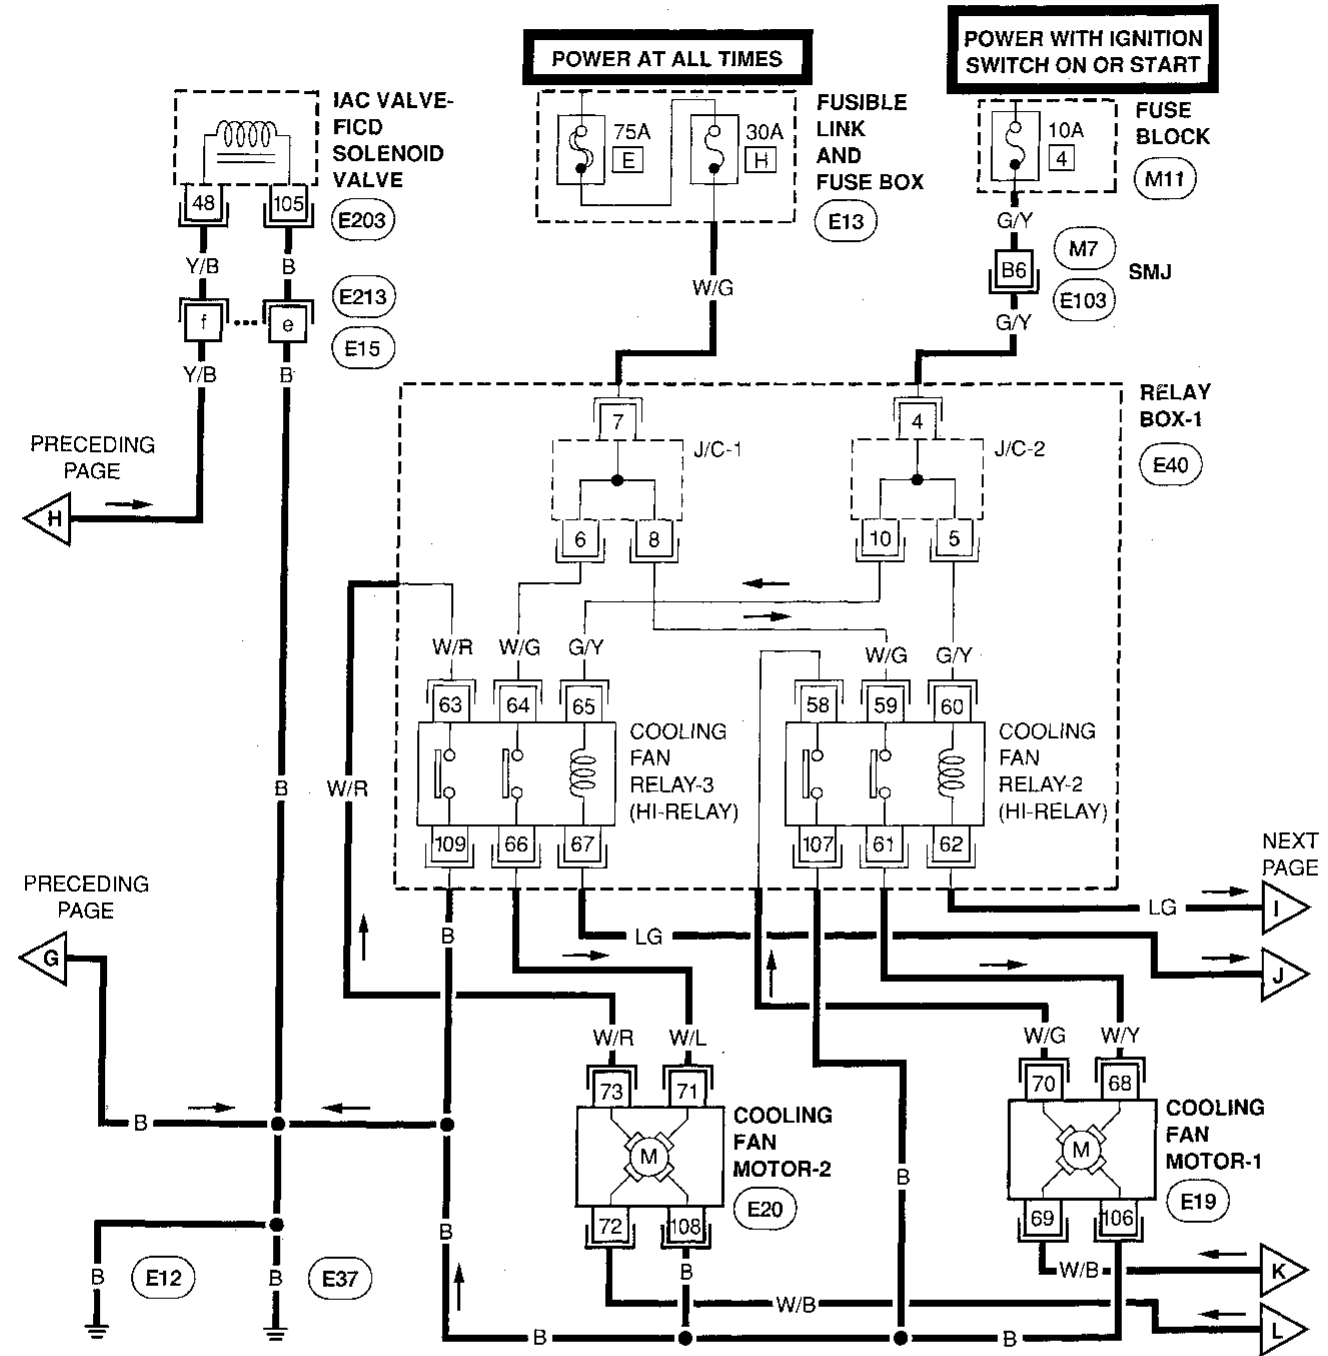 POWER AT ALL TIMES
POWER WITH IGNITION
SWITCH ON OR START
IAC VALVE-
FICD
SOLENOID
VALVE
48
105
E203
Y/B
B
E213
f
e
E15
Y/B
B
75A
E
30A
H
FUSIBLE
LINK
AND
FUSE BOX
E13
W/G
10A
4
FUSE
BLOCK
M11
G/Y
B6
M7
SMJ
E103
G/Y
RELAY
BOX-1
E40
PRECEDING
PAGE
H
7
J/C-1
6
8
4
J/C-2
10
5
W/R
W/G
G/Y
W/G
G/Y
63
64
65
58
59
60
COOLING
FAN
RELAY-3
(HI-RELAY)
COOLING
FAN
RELAY-2
(HI-RELAY)
B
W/R
109
66
67
107
61
62
NEXT
PAGE
PRECEDING
PAGE
G
B
LG
I
LG
J
W/R
W/L
W/G
W/Y
73
71
70
68
COOLING
FAN
MOTOR-2
E20
M
COOLING
FAN
MOTOR-1
E19
M
B
B
B
72
108
69
106
B
E12
B
E37
B
W/B
K
W/B
L
B
B